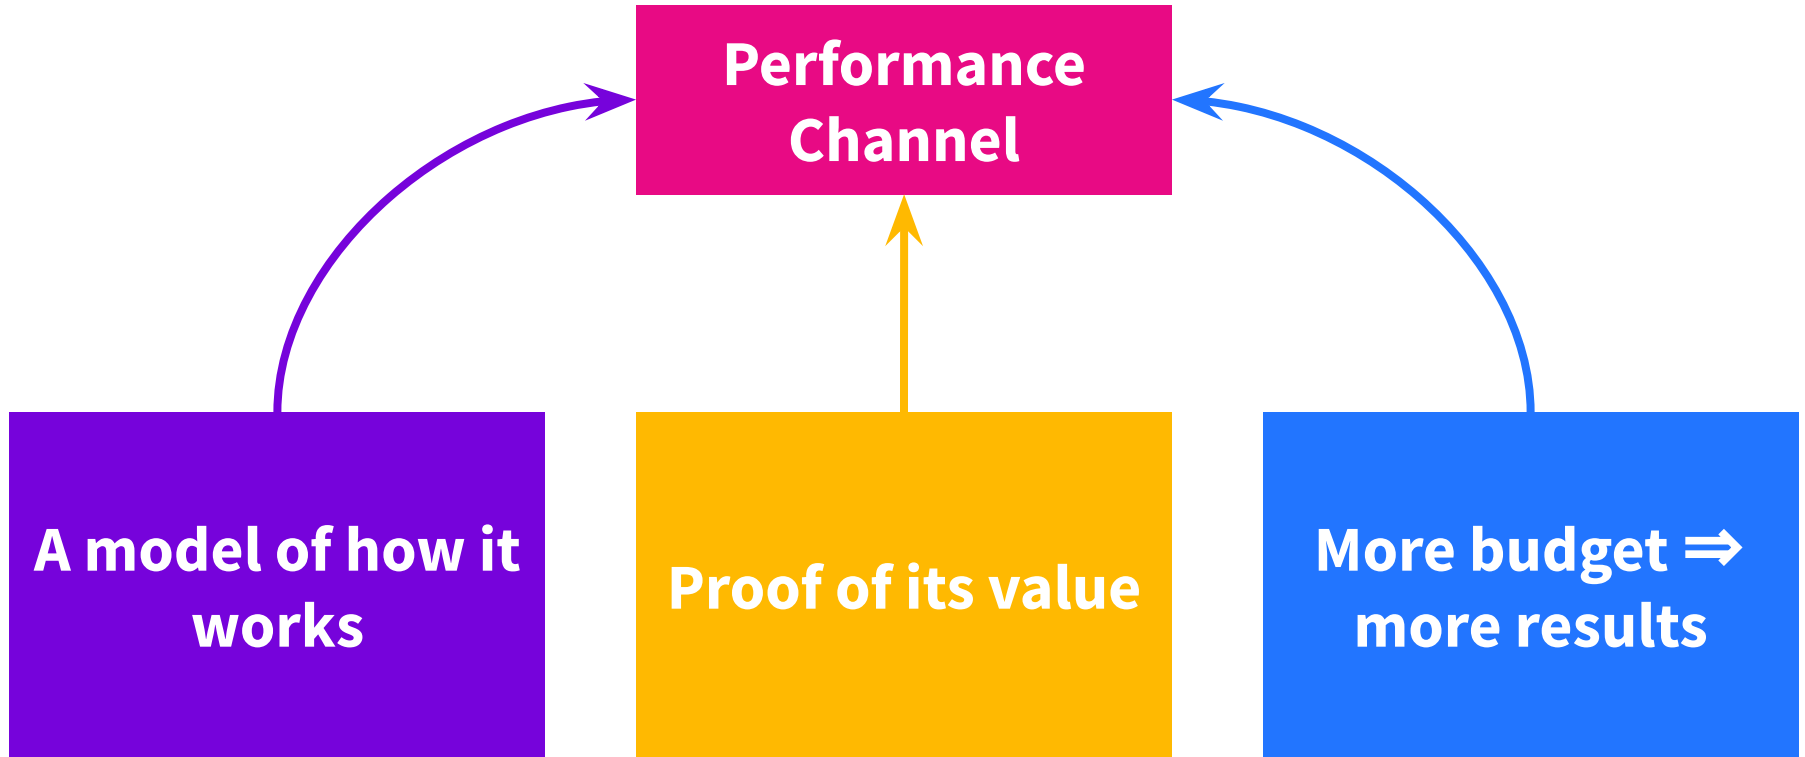 Performance
Channel
A model of how it
works
Proof of its value
More budget ⇒
more results